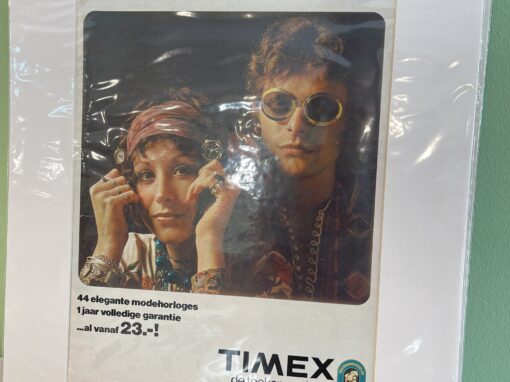 44 elegante modehorloges
1 jaar volledige garantie
...al vanaf 23.-!
TIMEX